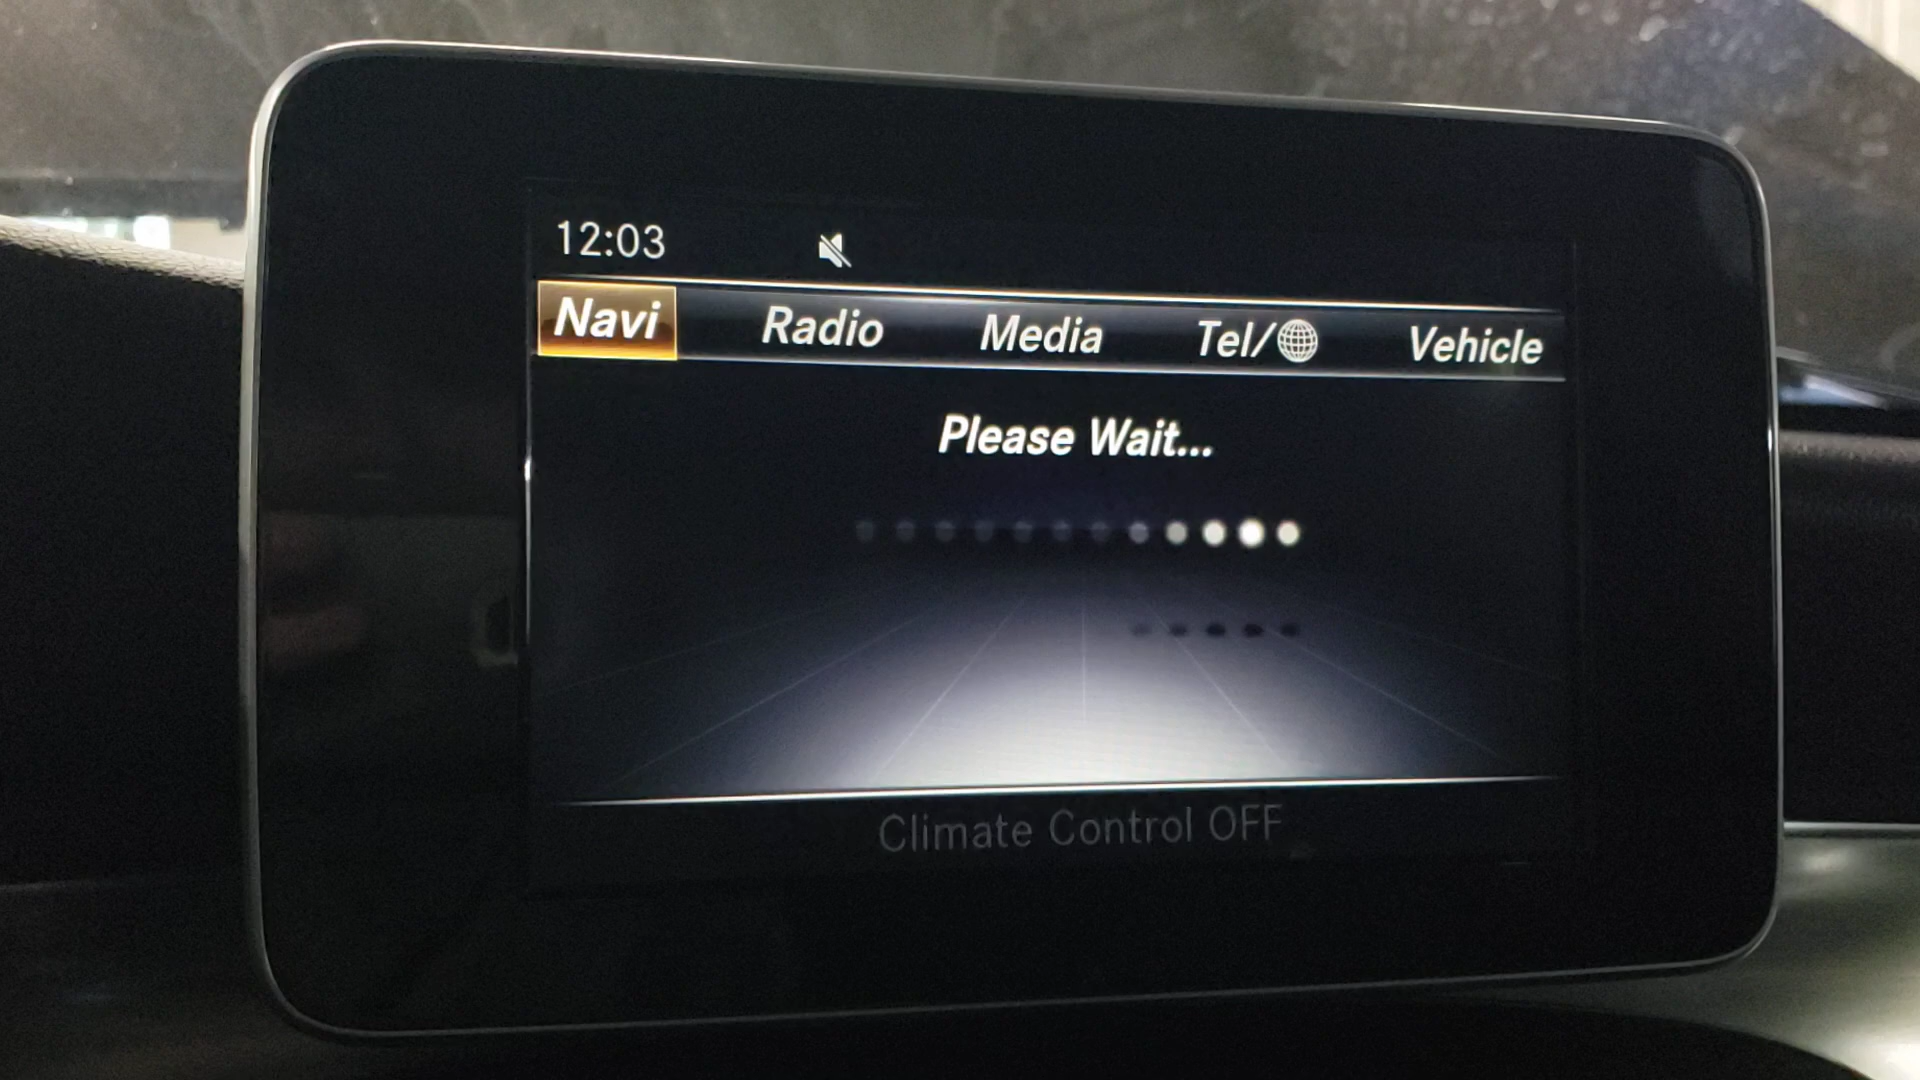 12:03
Navi Radio Media Tel/ Vehicle
Please Wait...
Climate Control OFF